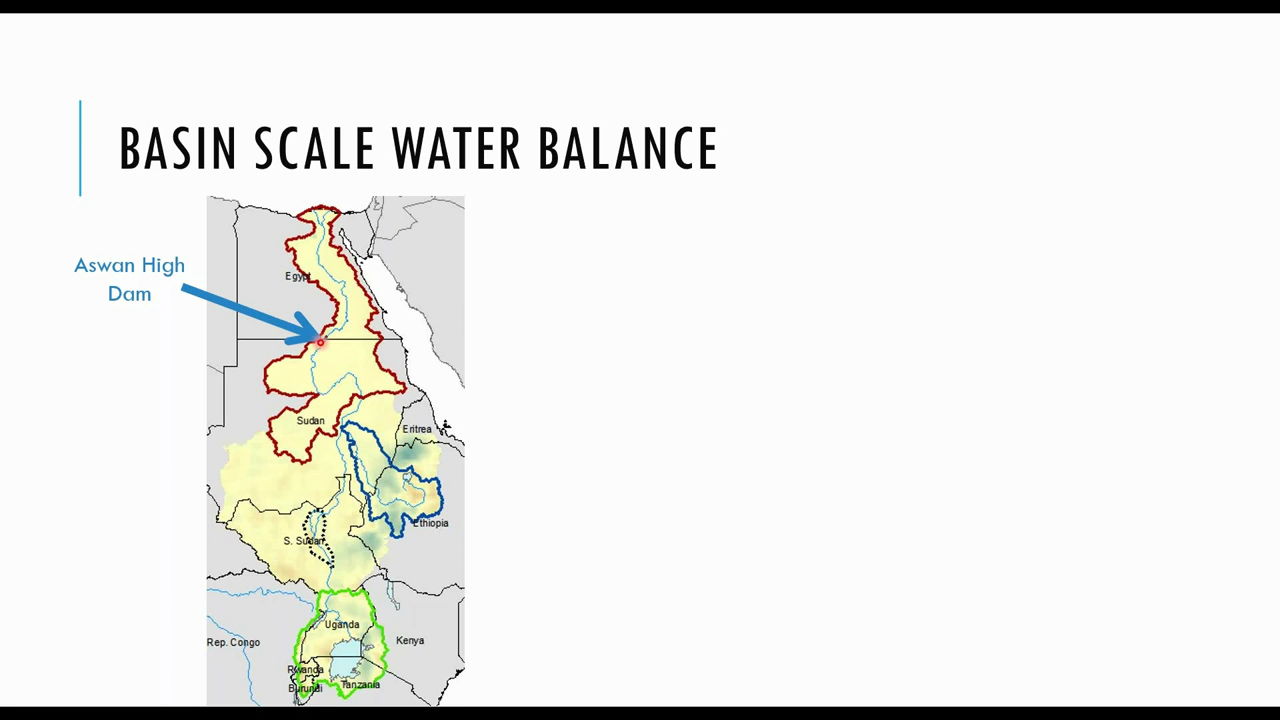 BASIN SCALE WATER BALANCE
Aswan High
Dam
Egypt
Sudan
Eritrea
Ethiopia
S. Sudan
Uganda
Rep. Congo
Kenya
Rwanda
Burundi
Tanzania